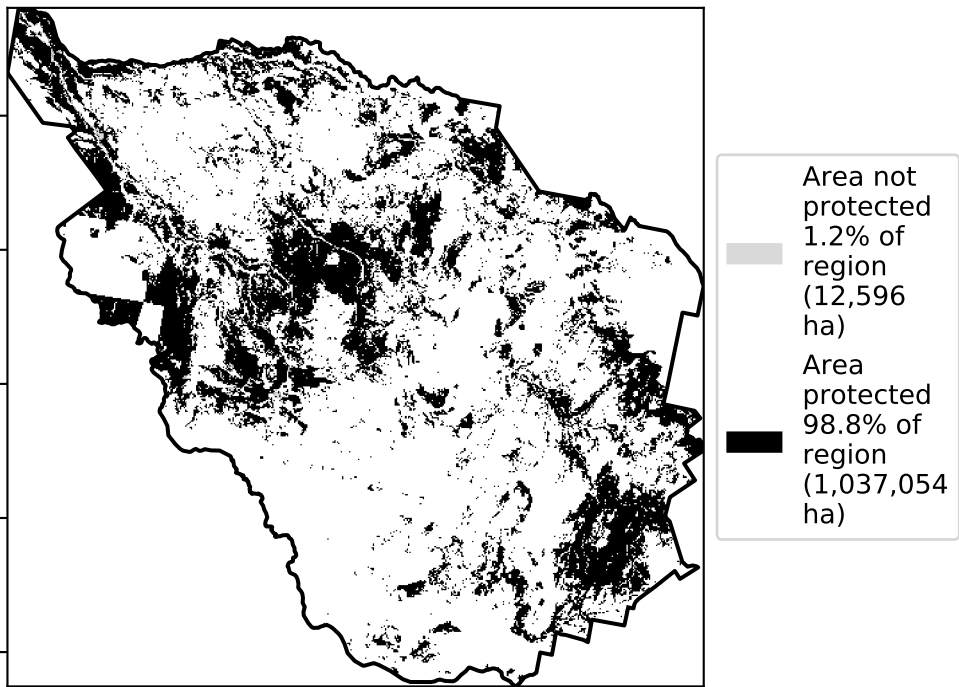 Area not
protected
1.2% of
region
(12,596
ha)
Area
protected
98.8% of
region
(1,037,054
ha)